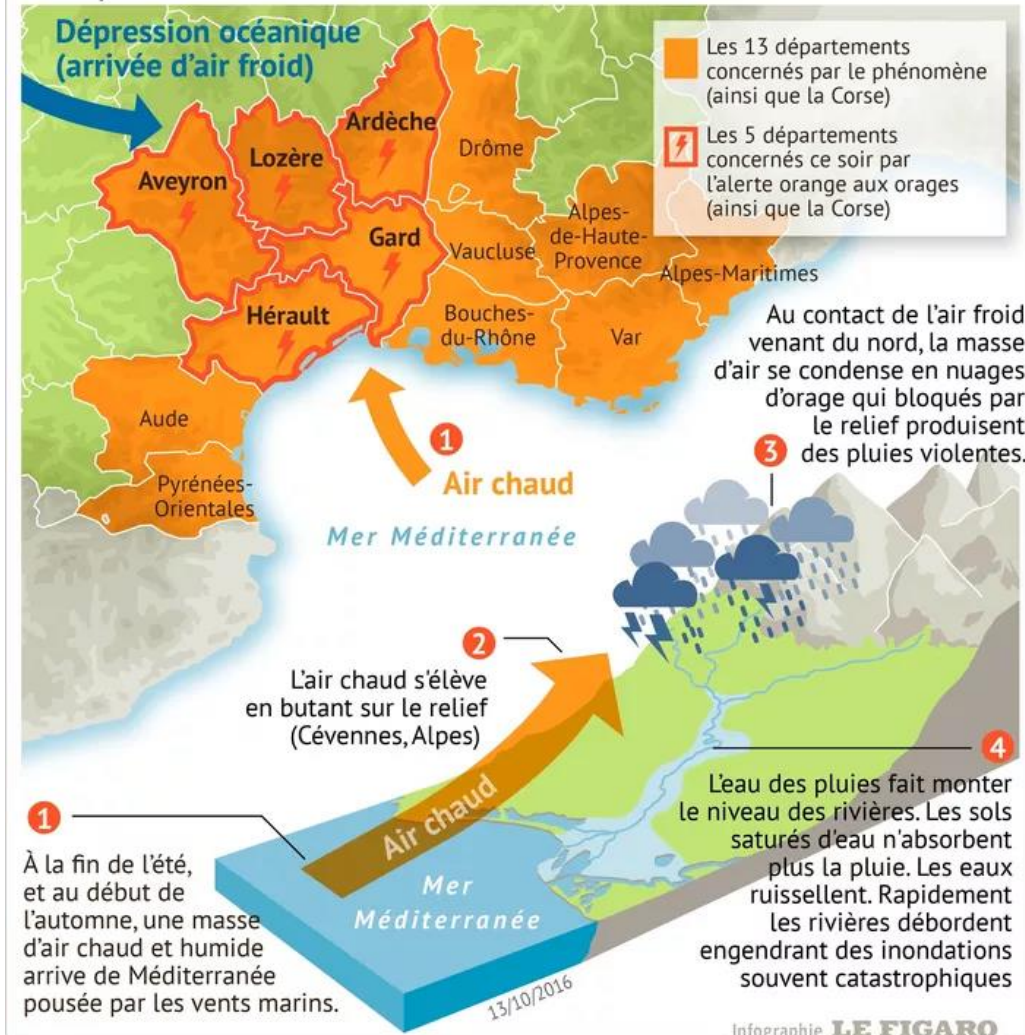 Dépression océanique
(arrivée d'air froid)
Les 13 départements
concernés par le phénomène
(ainsi que la Corse)
Les 5 départements
concernés ce soir par
l'alerte orange aux orages
(ainsi que la Corse)
Ardèche
Drôme
Lozère
Aveyron
Gard
Vaucluse
Alpes-
de-Haute-
Provence
Alpes-Maritimes
Hérault
Bouches-
du-Rhône
Var
Aude
Pyrénées-
Orientales
1
Air chaud
Mer Méditerranée
Au contact de l'air froid
venant du nord, la masse
d'air se condense en nuages
d'orage qui bloqués par
le relief produisent
3
des pluies violentes.
2
L'air chaud s'élève
en butant sur le relief
(Cévennes, Alpes)
Air chaud
Mer
Méditerranée
1
À la fin de l'été,
et au début de
l'automne, une masse
d'air chaud et humide
arrive de Méditerranée
pousée par les vents marins.
4
L'eau des pluies fait monter
le niveau des rivières. Les sols
saturés d'eau n'absorbent
plus la pluie. Les eaux
ruissellent. Rapidement
les rivières débordent
engendrant des inondations
souvent catastrophiques
13/10/2016
Infographie LE FIGARO